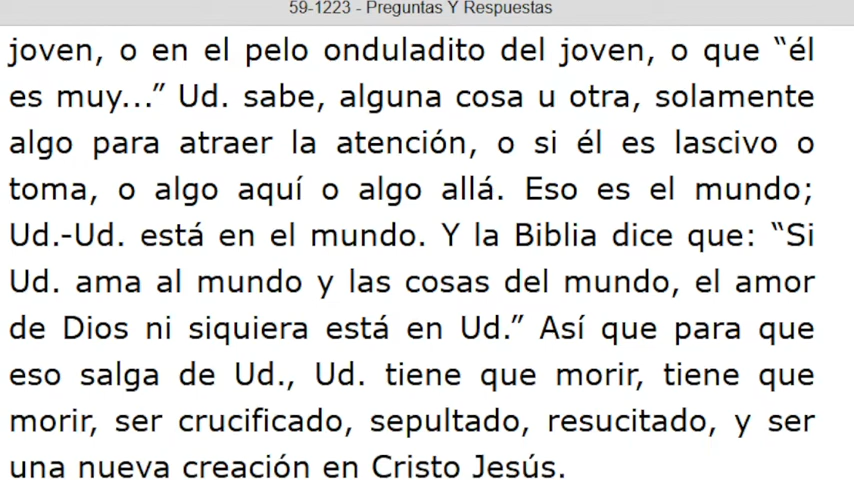 59-1223 - Preguntas Y Respuestas
joven, o en el pelo onduladito del joven, o que “él
es muy...” Ud. sabe, alguna cosa u otra, solamente
algo para atraer la atención, o si él es lascivo o
toma, o algo aquí o algo allá. Eso es el mundo;
Ud.-Ud. está en el mundo. Y la Biblia dice que: “Si
Ud. ama al mundo y las cosas del mundo, el amor
de Dios ni siquiera está en Ud.” Así que para que
eso salga de Ud., Ud. tiene que morir, tiene que
morir, ser crucificado, sepultado, resucitado, y ser
una nueva creación en Cristo Jesús.